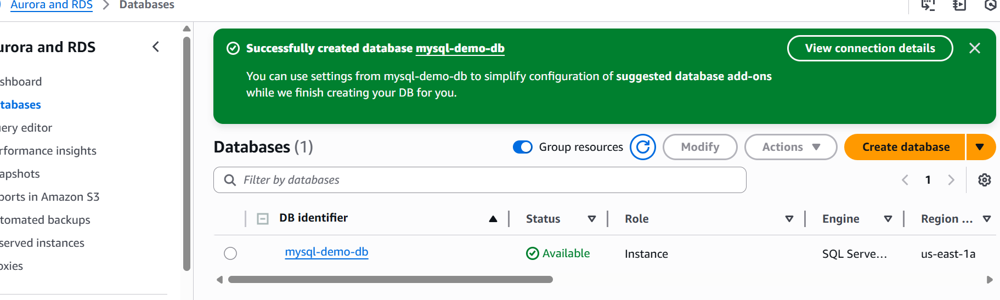 Aurora and RDS > Databases
urora and RDS
shboard
tabases
ery editor
rformance insights
apshots
ports in Amazon S3
tomated backups
served instances
oxies
Successfully created database mysql-demo-db
View connection details
You can use settings from mysql-demo-db to simplify configuration of suggested database add-ons
while we finish creating your DB for you.
Databases (1)
Group resources
Modify
Actions
Create database
Filter by databases
1
DB identifier
Status
Role
Engine
Region ...
mysql-demo-db
Available
Instance
SQL Serve...
us-east-1a